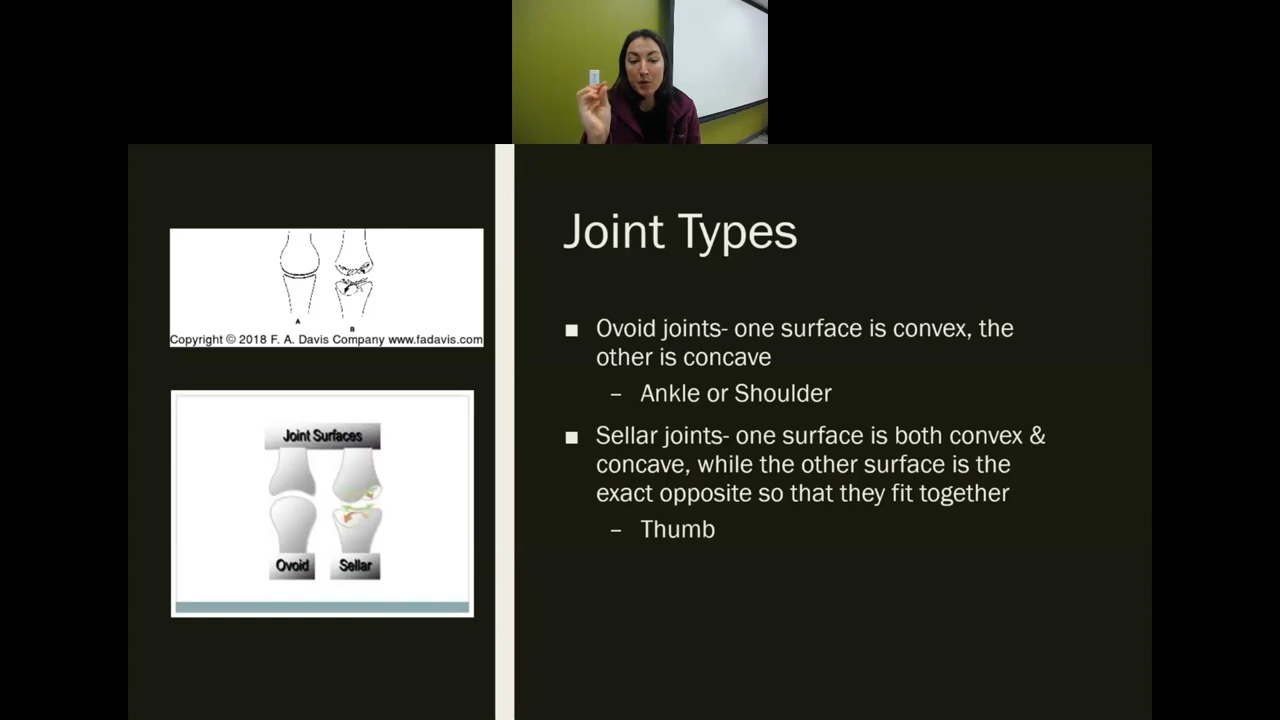 A
B
Copyright © 2018 F. A. Davis Company www.fadavis.com
Joint Surfaces
Ovoid Sellar
Joint Types
■ Ovoid joints- one surface is convex, the
other is concave
– Ankle or Shoulder
■ Sellar joints- one surface is both convex &
concave, while the other surface is the
exact opposite so that they fit together
– Thumb